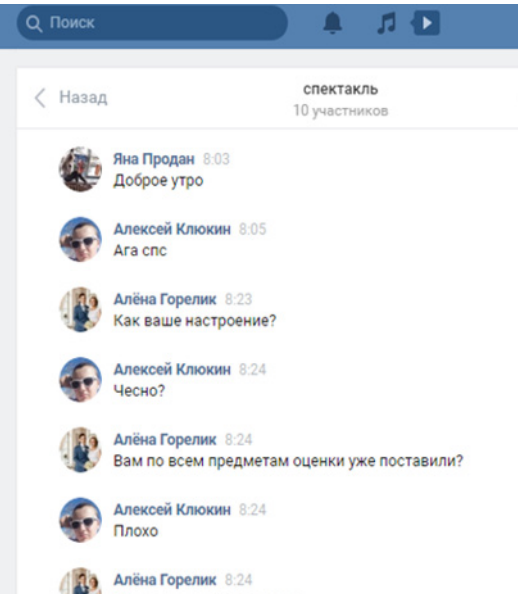 Поиск
Назад
спектакль
10 участников
Яна Продан 8:03
Доброе утро
Алексей Клюкин 8:05
Ага спс
Алёна Горелик 8:23
Как ваше настроение?
Алексей Клюкин 8:24
Чесно?
Алёна Горелик 8:24
Вам по всем предметам оценки уже поставили?
Алексей Клюкин 8:24
Плохо
Алёна Горелик 8:24